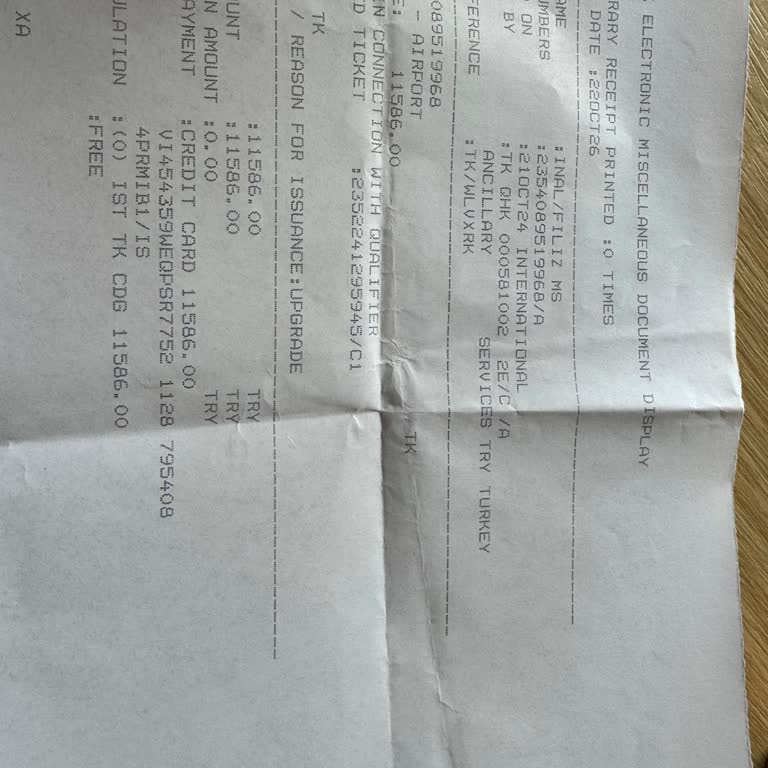 ELECTRONIC MISCELLANEOUS DOCUMENT DISPLAY
RARY RECEIPT PRINTED :0 TIMES
DATE :22OCT26
AME :INAL/FILIZ MS
UMBERS :2354089519968/A
ON :21OCT24 INTERNATIONAL
BY :TK QHK 000581002 2E/C /A
ANCILLARY SERVICES TRY TURKEY
FERENCE :TK/WLVXRK
089519968
- AIRPORT TK
E: 11586.00
N CONNECTION WITH QUALIFIER
D TICKET :2352241295945/C1
TK
/ REASON FOR ISSUANCE:UPGRADE
:11586.00 TRY
UNT :11586.00 TRY
N AMOUNT :0.00 TRY
AYMENT :CREDIT CARD 11586.00
VI454359WEQPSR7752 1128 795408
4PRMIB1/IS
ULATION :(0) IST TK CDG 11586.00
:FREE
XA